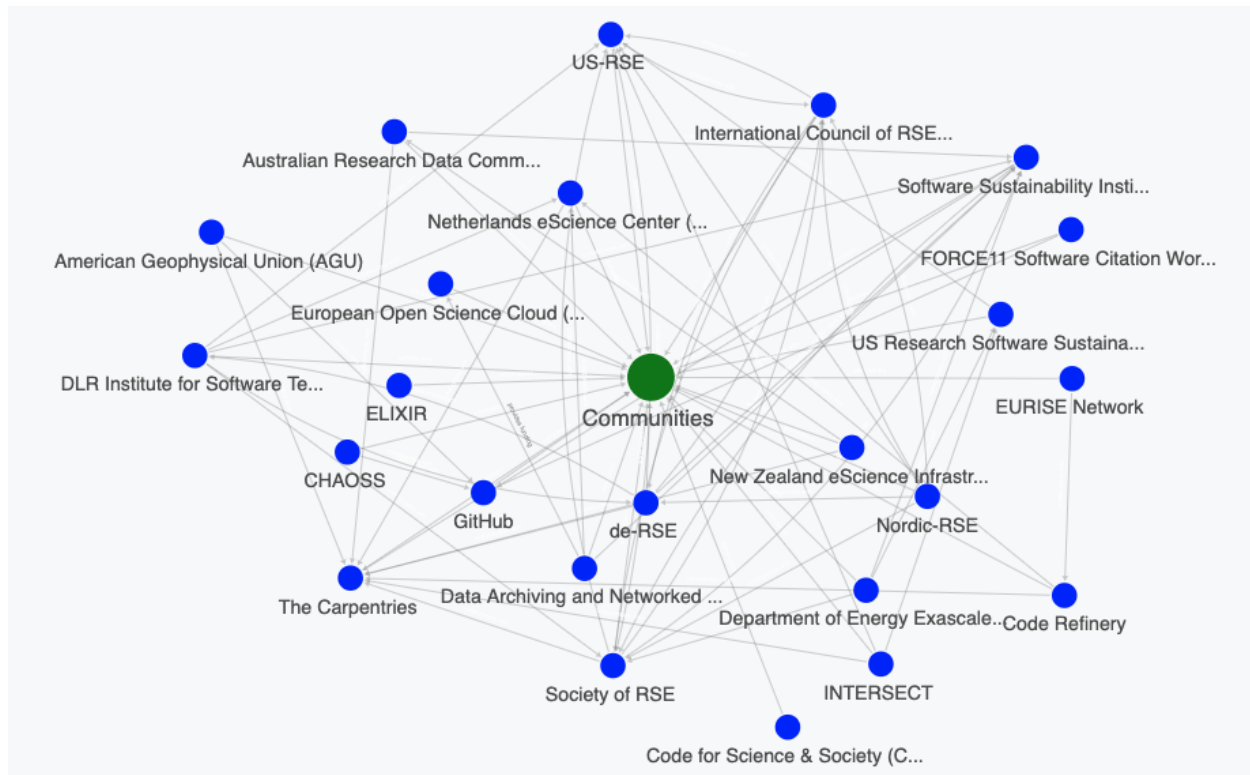 US-RSE
International Council of RSE...
Australian Research Data Comm...
Software Sustainability Insti...
Netherlands eScience Center (...
American Geophysical Union (AGU)
FORCE11 Software Citation Wor...
European Open Science Cloud (...
US Research Software Sustaina...
DLR Institute for Software Te...
ELIXIR
EURISE Network
Communities
provides funding
CHAOSS
New Zealand eScience Infrastr...
GitHub
de-RSE
Nordic-RSE
The Carpentries
Data Archiving and Networked ...
Department of Energy Exascale...
Code Refinery
Society of RSE
INTERSECT
Code for Science & Society (C...